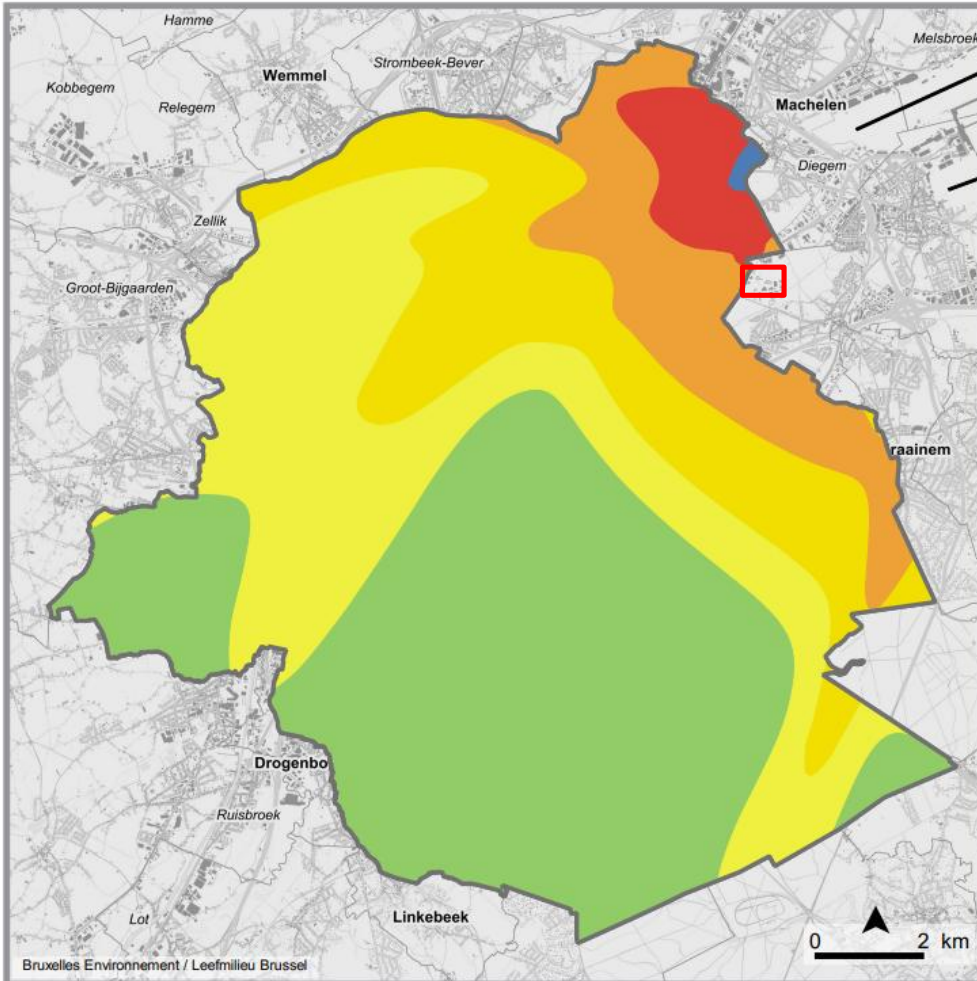 Hamme
Melsbroek
Strombeek-Bever
Wemmel
Kobbegem
Relegem
Machelen
Diegem
Zellik
Groot-Bijgaarden
raainem
Drogenbo
Ruisbroek
Lot
Linkebeek
0 2 km
Bruxelles Environnement / Leefmilieu Brussel